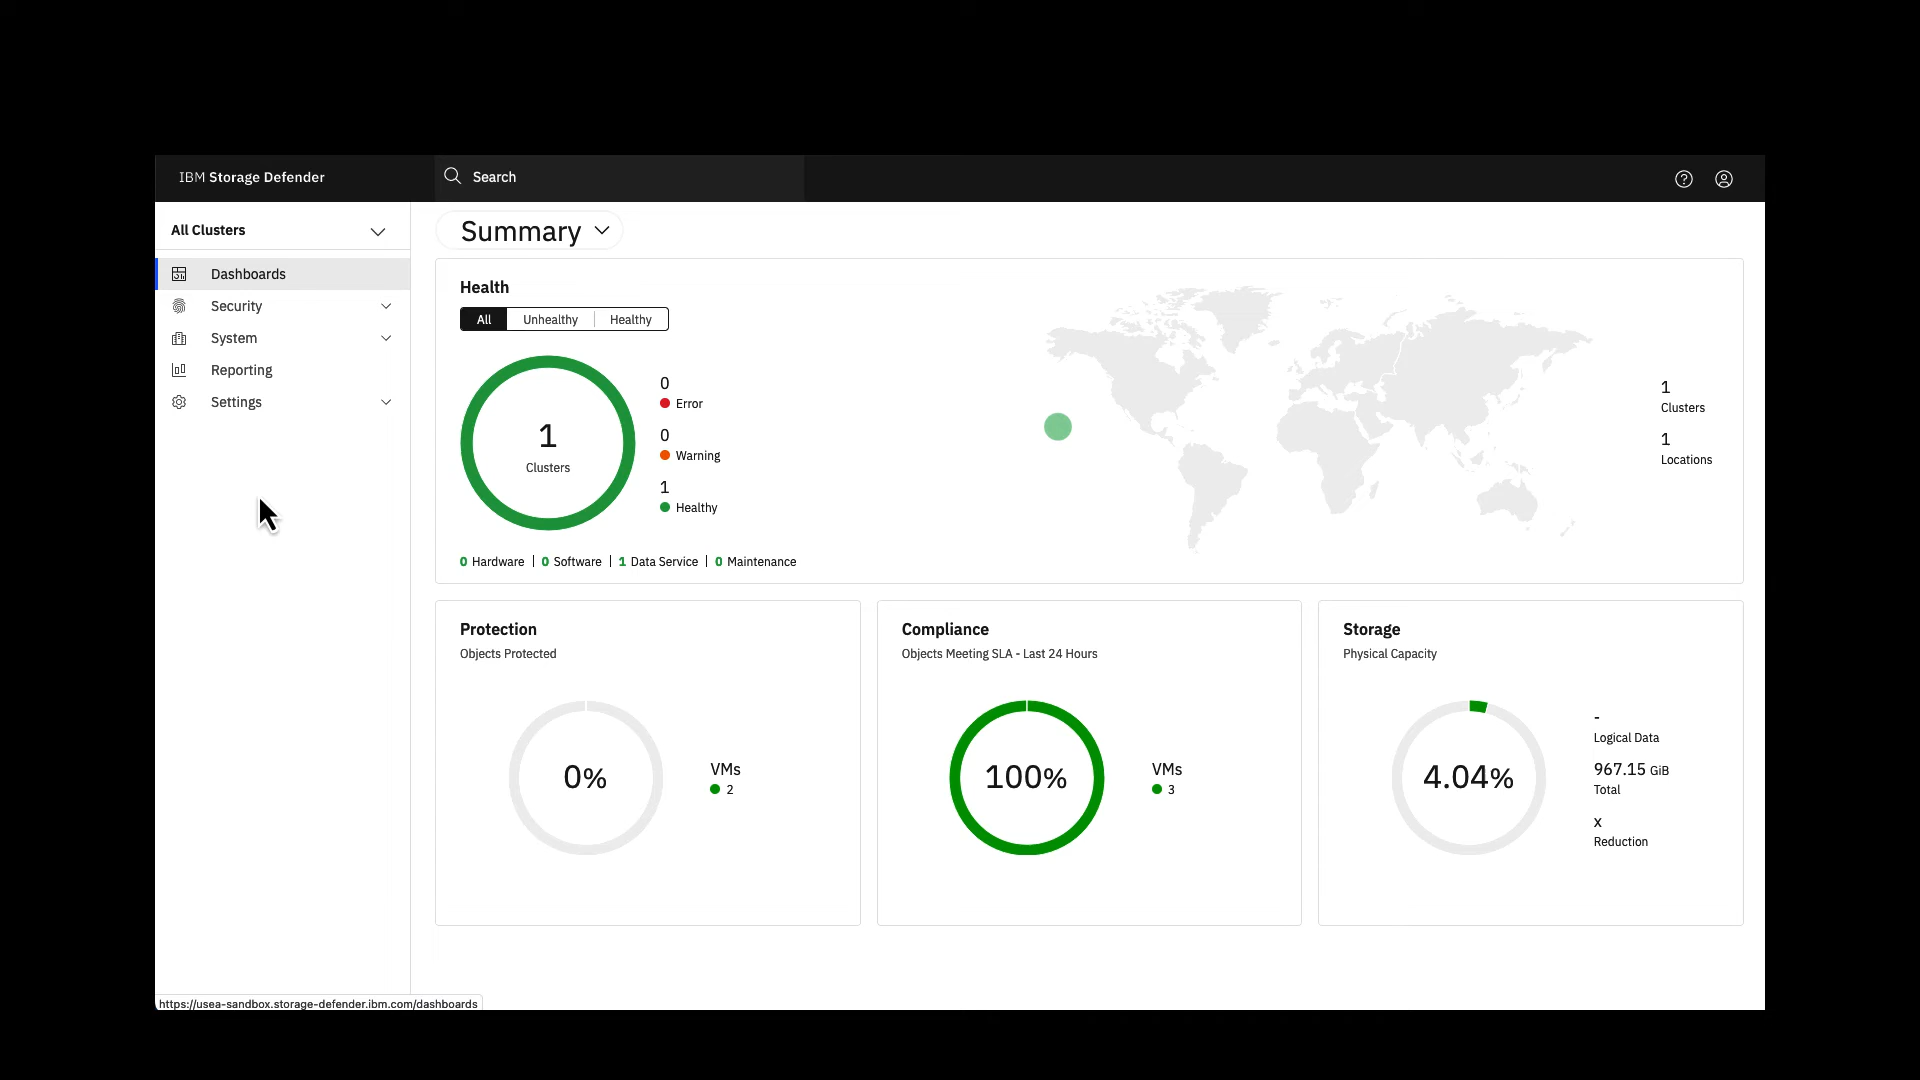 IBM Storage Defender
Search
All Clusters
Dashboards
Security
System
Reporting
Settings
Summary
Health
All
Unhealthy
Healthy
1
Clusters
0
Error
0
Warning
1
Healthy
0 Hardware | 0 Software | 1 Data Service | 0 Maintenance
1
Clusters
1
Locations
Protection
Objects Protected
0%
VMs
2
Compliance
Objects Meeting SLA - Last 24 Hours
100%
VMs
3
Storage
Physical Capacity
4.04%
-
Logical Data
967.15 GiB
Total
x
Reduction
https://usea-sandbox.storage-defender.ibm.com/dashboards